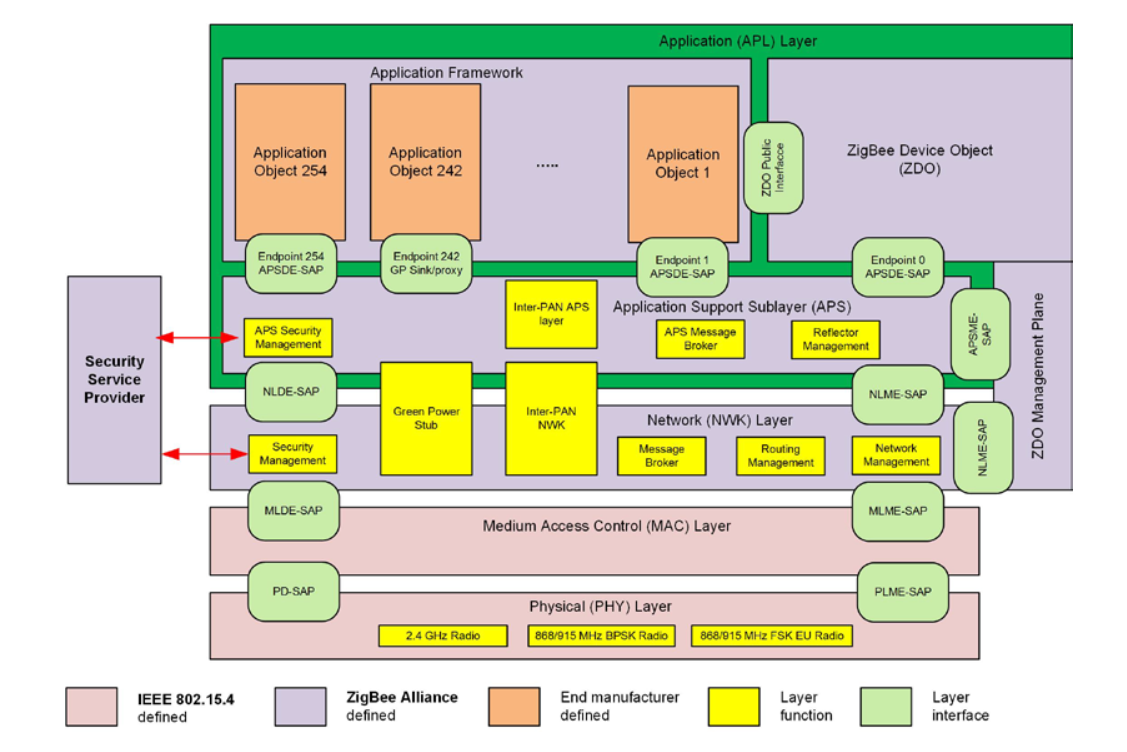 Application (APL) Layer
Application Framework
Application
Object 254
Application
Object 242
.....
Application
Object 1
ZDO Public
Interfacce
ZigBee Device Object
(ZDO)
Endpoint 254
APSDE-SAP
Endpoint 242
GP Sink/proxy
Endpoint 1
APSDE-SAP
Endpoint 0
APSDE-SAP
Inter-PAN APS
layer
Application Support Sublayer (APS)
APS Security
Management
APS Message
Broker
Reflector
Management
APSME-
SAP
ZDO Management Plane
Security
Service
Provider
NLDE-SAP
NLME-SAP
Green Power
Stub
Inter-PAN
NWK
Network (NWK) Layer
Security
Management
Message
Broker
Routing
Management
Network
Management
NLME-SAP
MLDE-SAP
MLME-SAP
Medium Access Control (MAC) Layer
PD-SAP
PLME-SAP
Physical (PHY) Layer
2.4 GHz Radio
868/915 MHz BPSK Radio
868/915 MHz FSK EU Radio
IEEE 802.15.4
defined
ZigBee Alliance
defined
End manufacturer
defined
Layer
function
Layer
interface